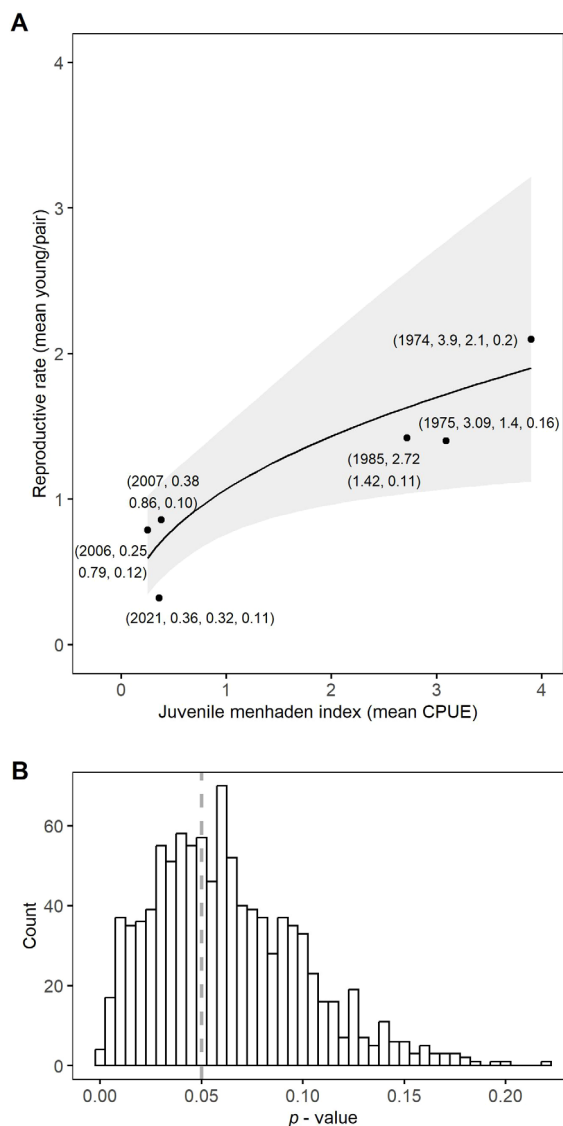 A
4
3
2
1
0
Reproductive rate (mean young/pair)
(1974, 3.9, 2.1, 0.2)
(1975, 3.09, 1.4, 0.16)
(1985, 2.72
(1.42, 0.11)
(2007, 0.38
0.86, 0.10)
(2006, 0.25
0.79, 0.12)
(2021, 0.36, 0.32, 0.11)
0 1 2 3 4
Juvenile menhaden index (mean CPUE)
B
60
40
20
0
Count
0.00 0.05 0.10 0.15 0.20
p - value